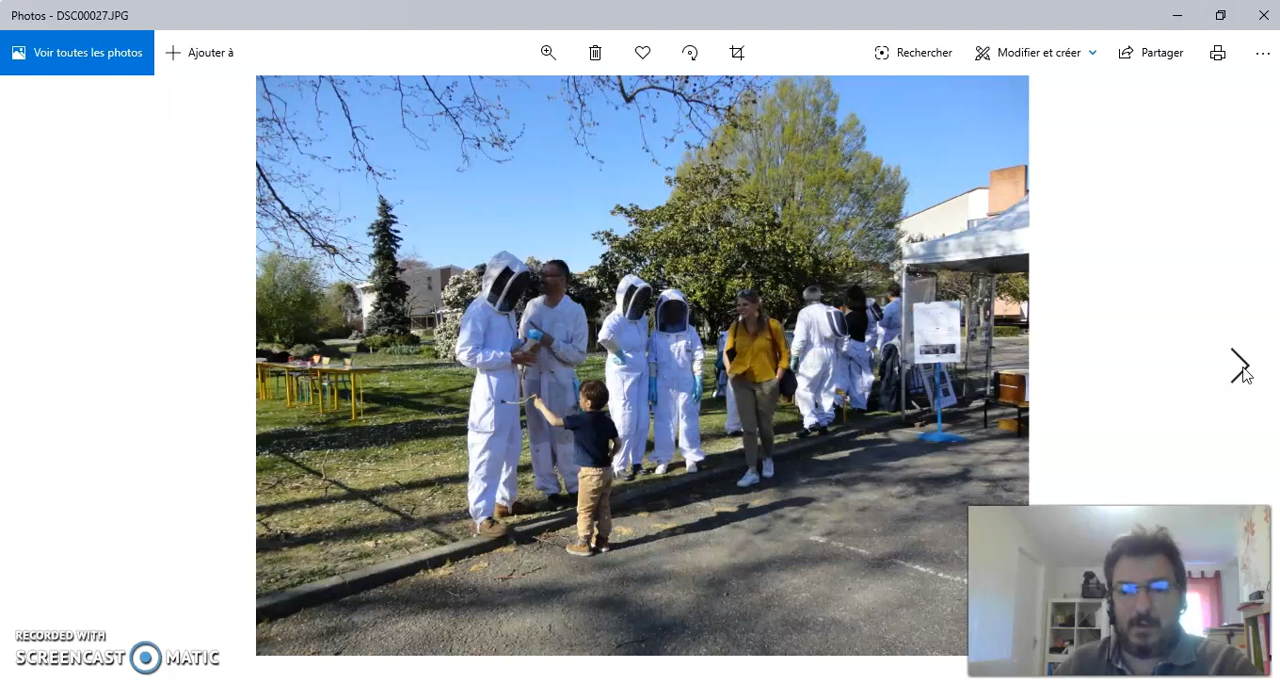 Photos - DSC00027.JPG
Voir toutes les photos
Ajouter à
Rechercher
Modifier et créer
Partager
RECORDED WITH
SCREENCAST MATIC